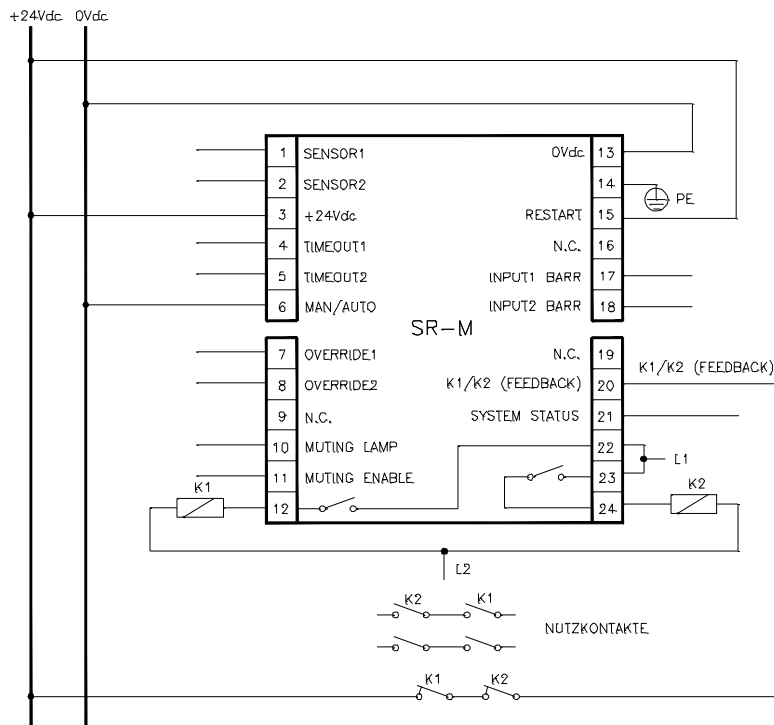 +24Vdc 0Vdc
1 SENSOR1
2 SENSOR2
3 +24Vdc
4 TIMEOUT1
5 TIMEOUT2
6 MAN/AUTO
0Vdc 13
14 PE
RESTART 15
N.C. 16
INPUT1 BARR 17
INPUT2 BARR 18
SR-M
7 OVERRIDE1
8 OVERRIDE2
9 N.C.
10 MUTING LAMP
11 MUTING ENABLE
K1 12
N.C. 19
K1/K2 (FEEDBACK) 20 K1/K2 (FEEDBACK)
SYSTEM STATUS 21
22
L1
23
24 K2
L2
K2 K1
NUTZKONTAKTE
K1 K2